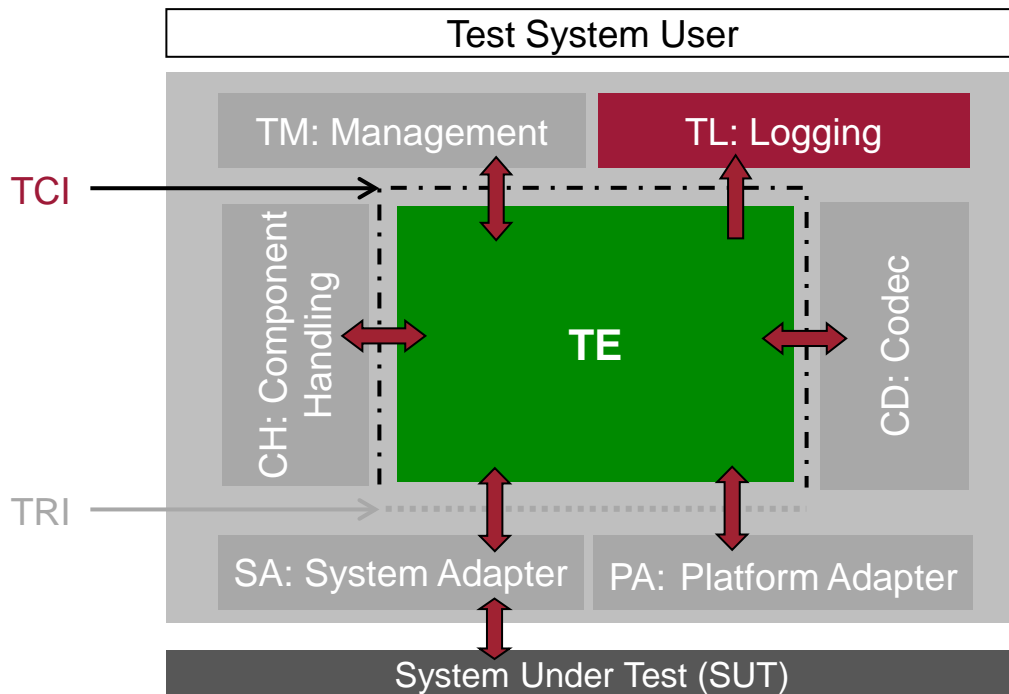 Test System User
TM: Management
TL: Logging
TCI
CH: Component
Handling
TE
CD: Codec
TRI
SA: System Adapter
PA: Platform Adapter
System Under Test (SUT)